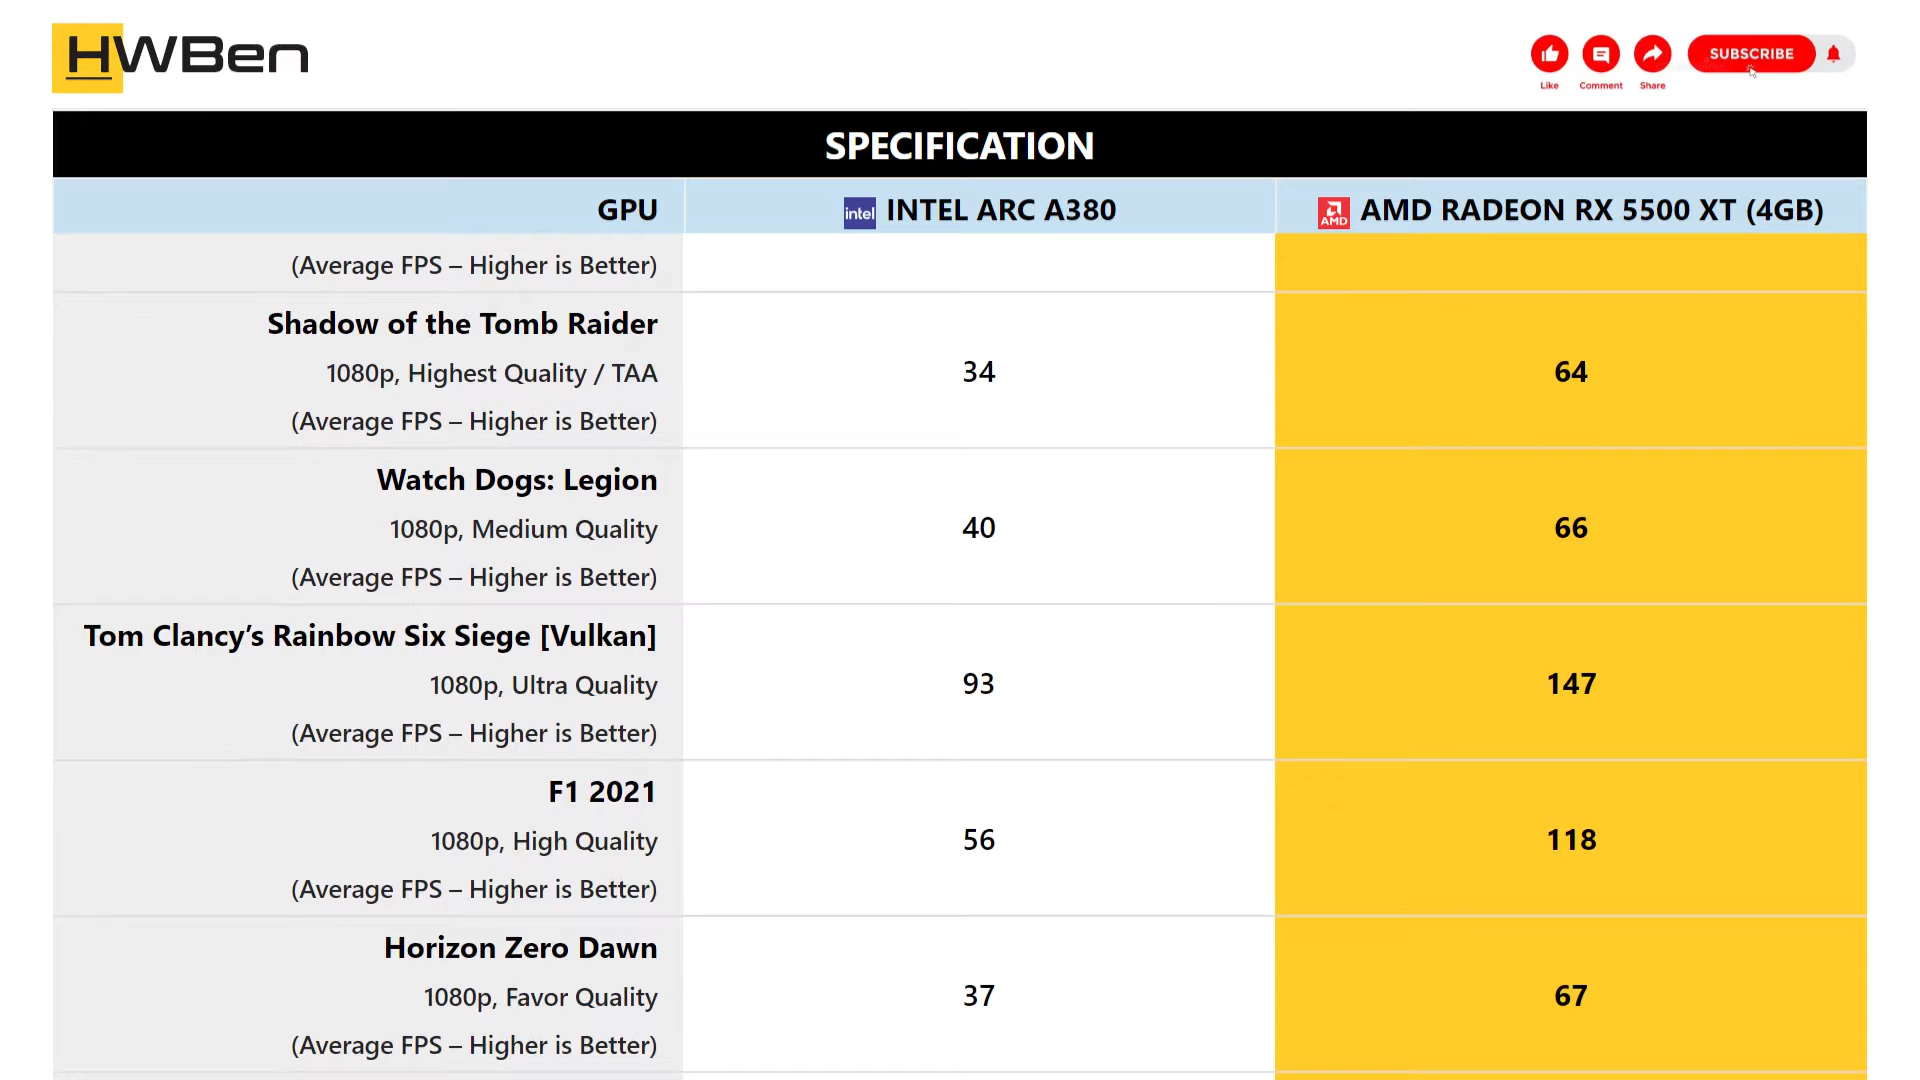 HWBen
Like Comment Share SUBSCRIBE
SPECIFICATION
GPU intel INTEL ARC A380 AMD AMD RADEON RX 5500 XT (4GB)
(Average FPS – Higher is Better)
Shadow of the Tomb Raider
1080p, Highest Quality / TAA 34 64
(Average FPS – Higher is Better)
Watch Dogs: Legion
1080p, Medium Quality 40 66
(Average FPS – Higher is Better)
Tom Clancy’s Rainbow Six Siege [Vulkan]
1080p, Ultra Quality 93 147
(Average FPS – Higher is Better)
F1 2021
1080p, High Quality 56 118
(Average FPS – Higher is Better)
Horizon Zero Dawn
1080p, Favor Quality 37 67
(Average FPS – Higher is Better)